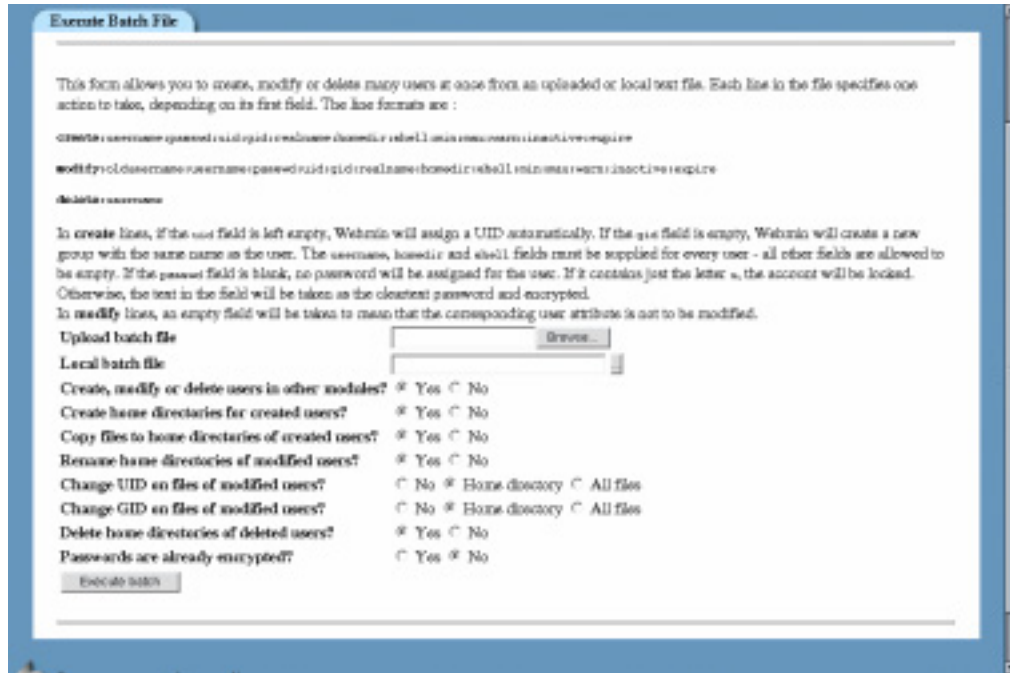 Execute Batch File
This form allows you to create, modify or delete many users at once from an uploaded or local text file. Each line in the file specifies one
action to take, depending on its first field. The line formats are :
create:username:passwd:uid:gid:realname:homedir:shell:min:max:warn:inactive:expire
modify:oldusername:username:passwd:uid:gid:realname:homedir:shell:min:max:warn:inactive:expire
delete:username
In create lines, if the uid field is left empty, Webmin will assign a UID automatically. If the gid field is empty, Webmin will create a new
group with the same name as the user. The username, homedir and shell fields must be supplied for every user - all other fields are allowed to
be empty. If the passwd field is blank, no password will be assigned for the user. If it contains just the letter x, the account will be locked.
Otherwise, the text in the field will be taken as the cleartext password and encrypted.
In modify lines, an empty field will be taken to mean that the corresponding user attribute is not to be modified.
Upload batch file Browse...
Local batch file ...
Create, modify or delete users in other modules? Yes No
Create home directories for created users? Yes No
Copy files to home directories of created users? Yes No
Rename home directories of modified users? Yes No
Change UID on files of modified users? No Home directory All files
Change GID on files of modified users? No Home directory All files
Delete home directories of deleted users? Yes No
Passwords are already encrypted? Yes No
Execute batch